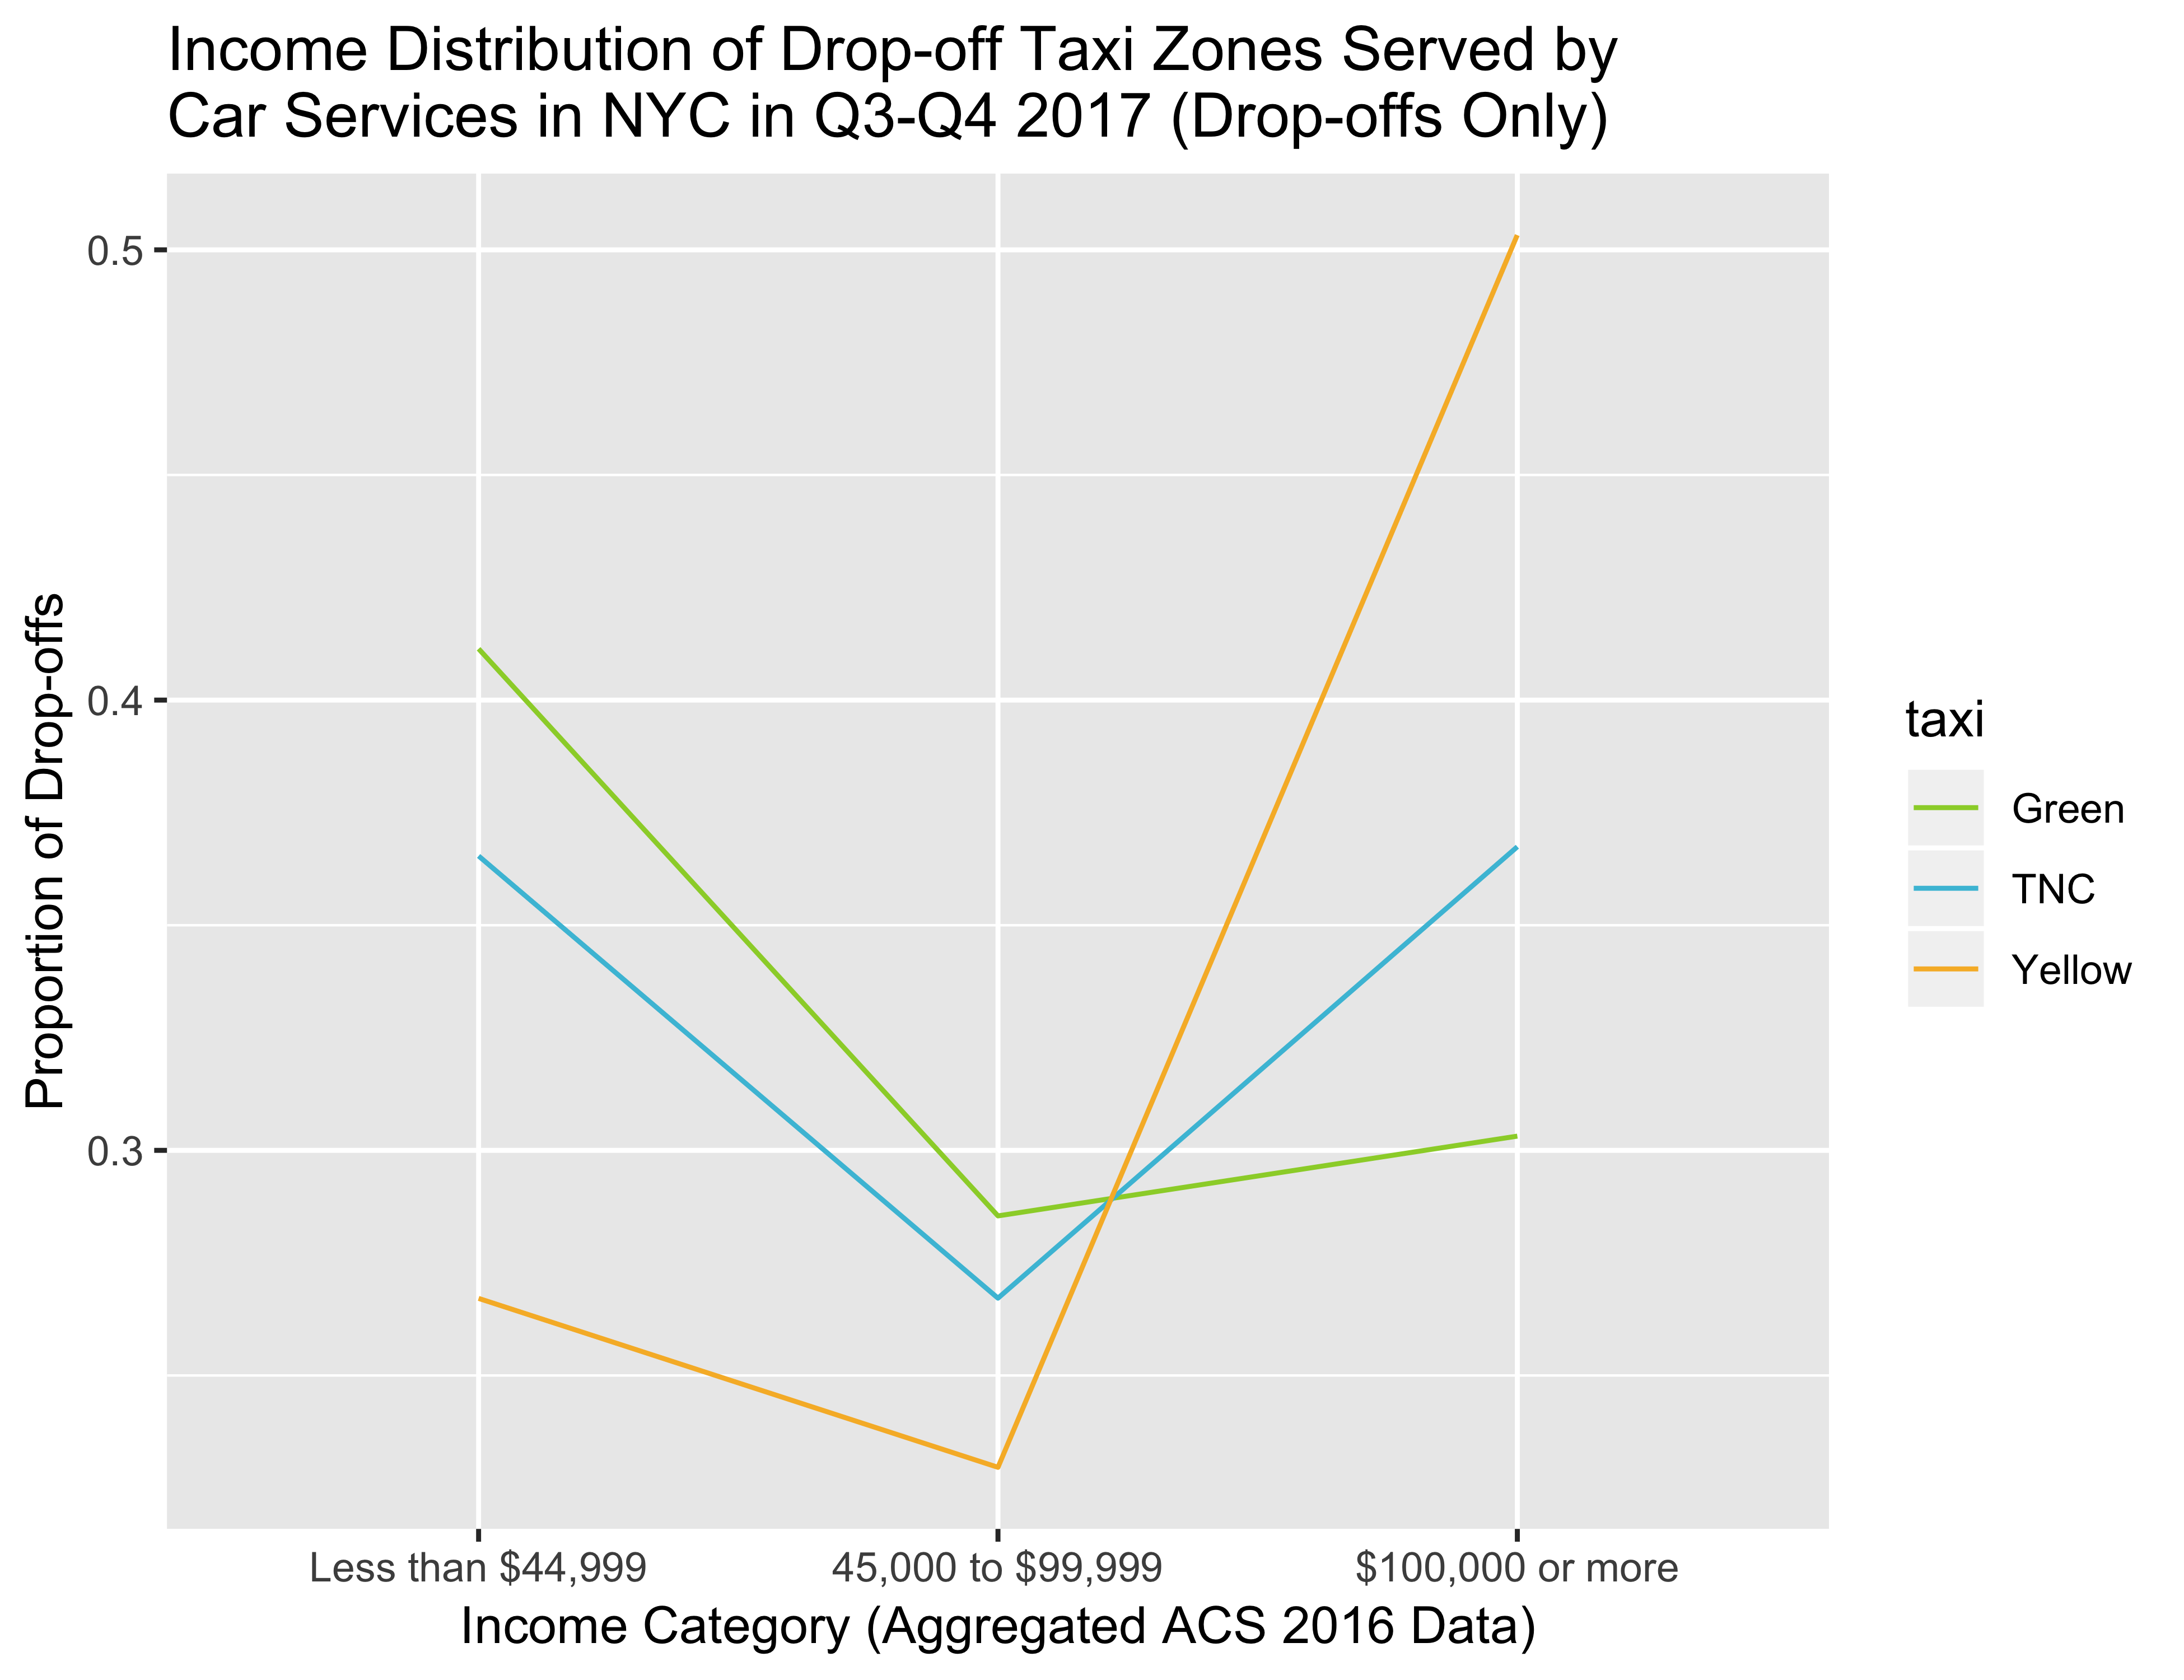 Income Distribution of Drop-off Taxi Zones Served by
Car Services in NYC in Q3-Q4 2017 (Drop-offs Only)
Proportion of Drop-offs
0.5
0.4
0.3
Less than $44,999
45,000 to $99,999
$100,000 or more
Income Category (Aggregated ACS 2016 Data)
taxi
Green
TNC
Yellow